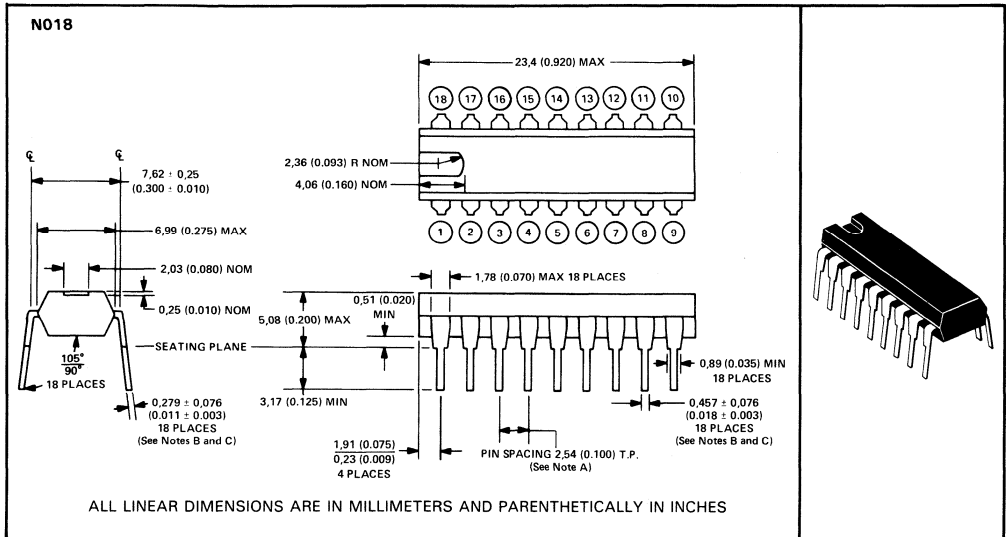 N018
23,4 (0.920) MAX
18 17 16 15 14 13 12 11 10
℄ ℄
7,62 ± 0,25
(0.300 ± 0.010)
2,36 (0.093) R NOM
4,06 (0.160) NOM
6,99 (0.275) MAX
1 2 3 4 5 6 7 8 9
2,03 (0.080) NOM
1,78 (0.070) MAX 18 PLACES
0,51 (0.020)
MIN
0,25 (0.010) NOM
5,08 (0.200) MAX
SEATING PLANE
105°
90°
18 PLACES
0,89 (0.035) MIN
18 PLACES
3,17 (0.125) MIN
0,279 ± 0,076
(0.011 ± 0.003)
18 PLACES
(See Notes B and C)
0,457 ± 0,076
(0.018 ± 0.003)
18 PLACES
(See Notes B and C)
1,91 (0.075)
0,23 (0.009)
4 PLACES
PIN SPACING 2,54 (0.100) T.P.
(See Note A)
ALL LINEAR DIMENSIONS ARE IN MILLIMETERS AND PARENTHETICALLY IN INCHES